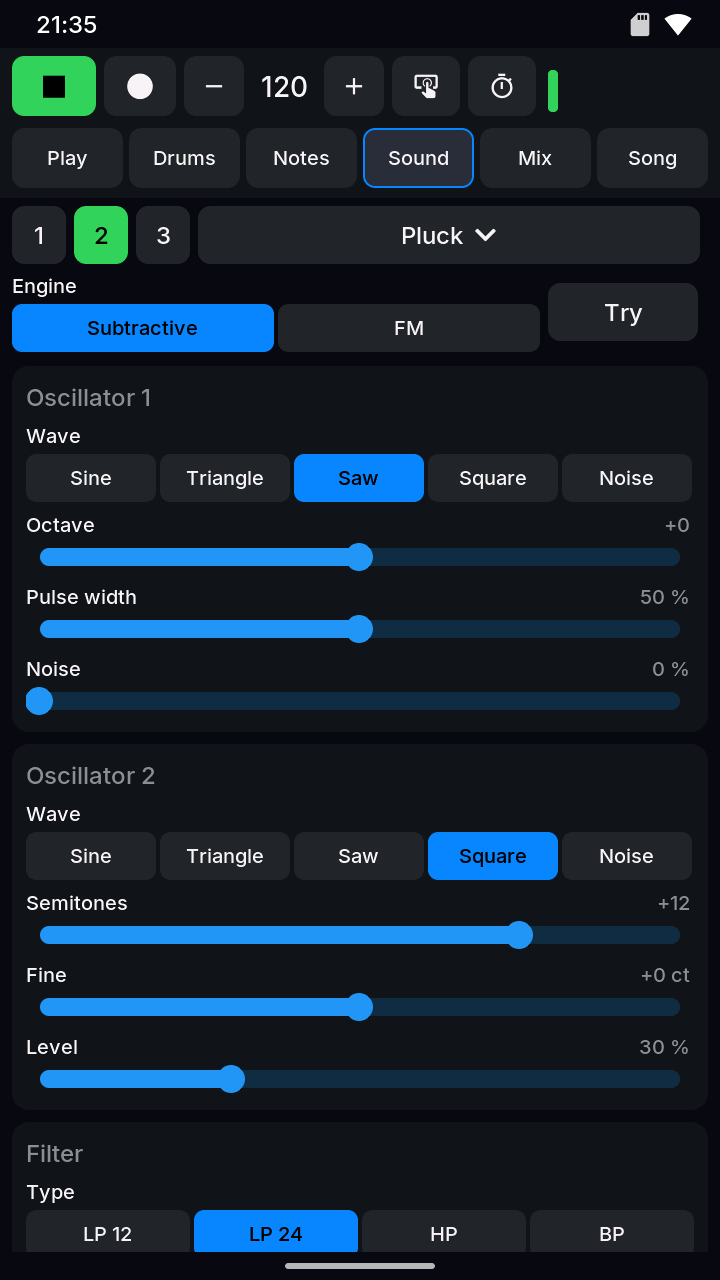 21:35
120
Play Drums Notes Sound Mix Song
1 2 3 Pluck
Engine
Subtractive FM Try
Oscillator 1
Wave
Sine Triangle Saw Square Noise
Octave +0
Pulse width 50 %
Noise 0 %
Oscillator 2
Wave
Sine Triangle Saw Square Noise
Semitones +12
Fine +0 ct
Level 30 %
Filter
Type
LP 12 LP 24 HP BP